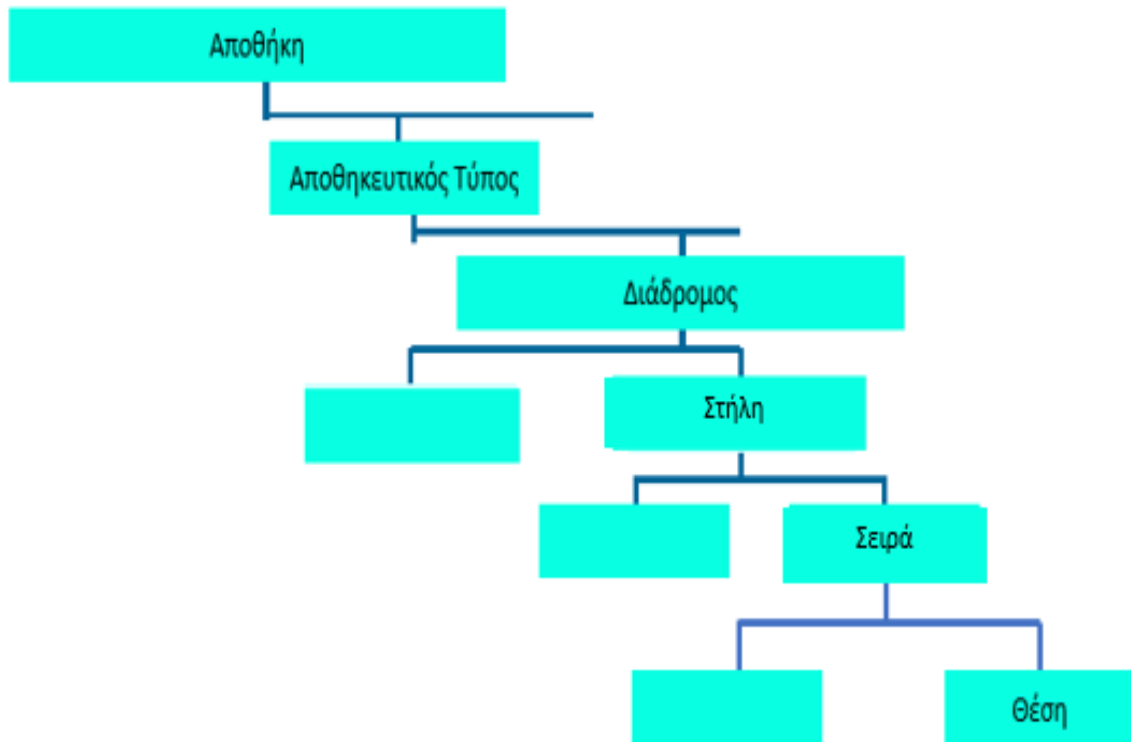 Αποθήκη
Αποθηκευτικός Τύπος
Διάδρομος
Στήλη
Σειρά
Θέση